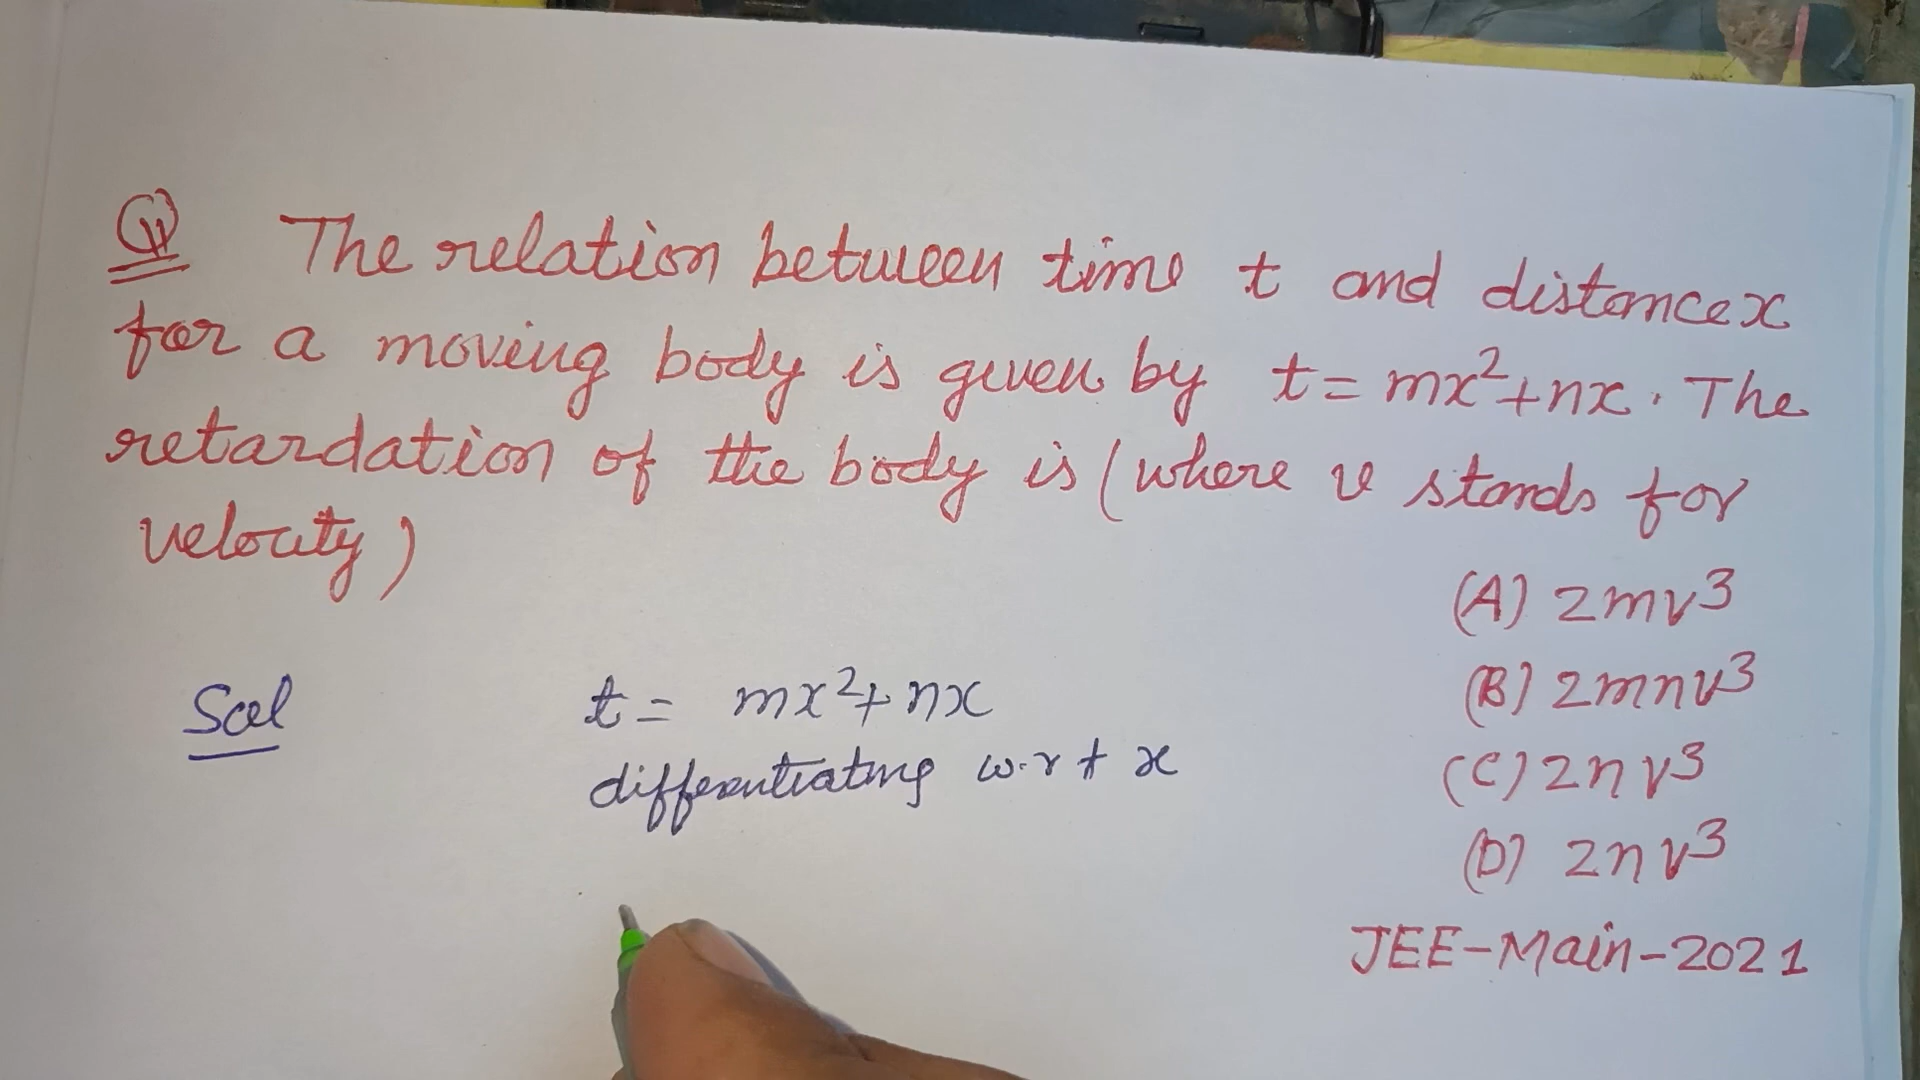 Q The relation between time t and distance x
for a moving body is given by t = mx²+nx. The
retardation of the body is (where v stands for
velocity)
(A) 2mv³
(B) 2mnv³
(C) 2nv³
(D) 2nv³
JEE-Main-2021
Sol t = mx²+nx
differentiating w.r.t x